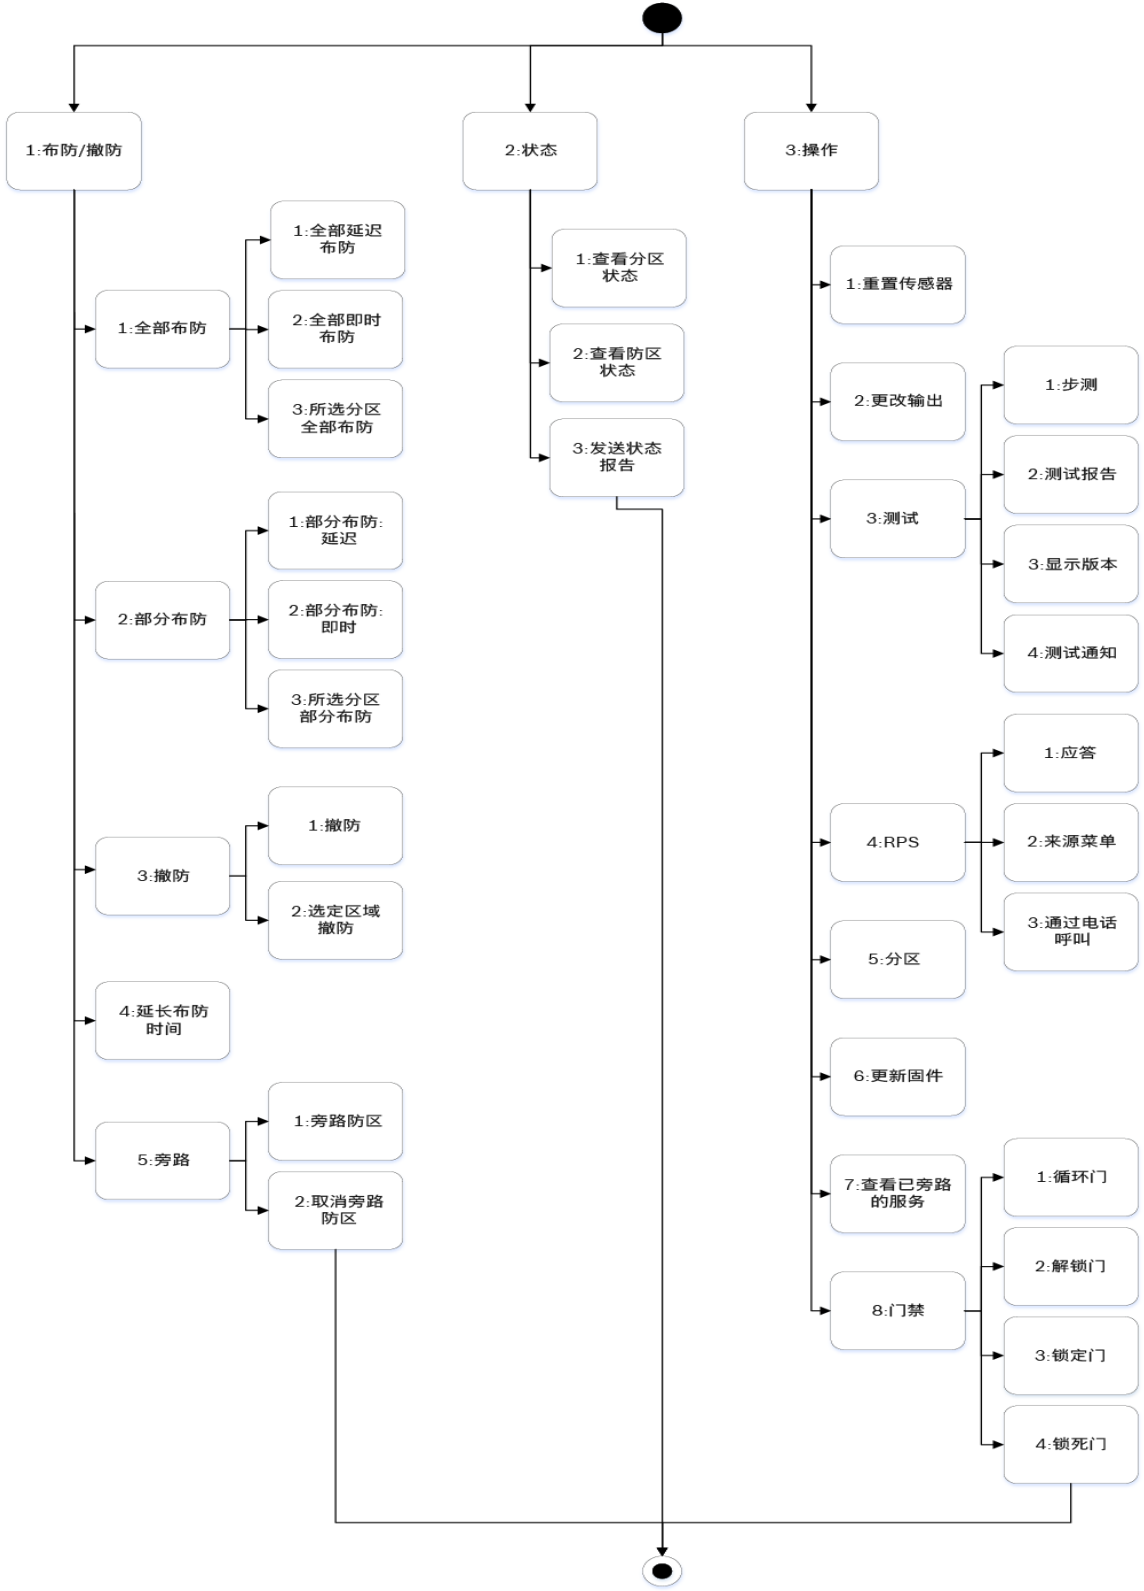 1:布防/撤防
2:状态
3:操作
1:全部布防
1:全部延迟
布防
2:全部即时
布防
3:所选分区
全部布防
2:部分布防
1:部分布防:
延迟
2:部分布防:
即时
3:所选分区
部分布防
3:撤防
1:撤防
2:选定区域
撤防
4:延长布防
时间
5:旁路
1:旁路防区
2:取消旁路
防区
1:查看分区
状态
2:查看防区
状态
3:发送状态
报告
1:重置传感器
2:更改输出
3:测试
1:步测
2:测试报告
3:显示版本
4:测试通知
4:RPS
1:应答
2:来源菜单
3:通过电话
呼叫
5:分区
6:更新固件
7:查看已旁路
的服务
8:门禁
1:循环门
2:解锁门
3:锁定门
4:锁死门